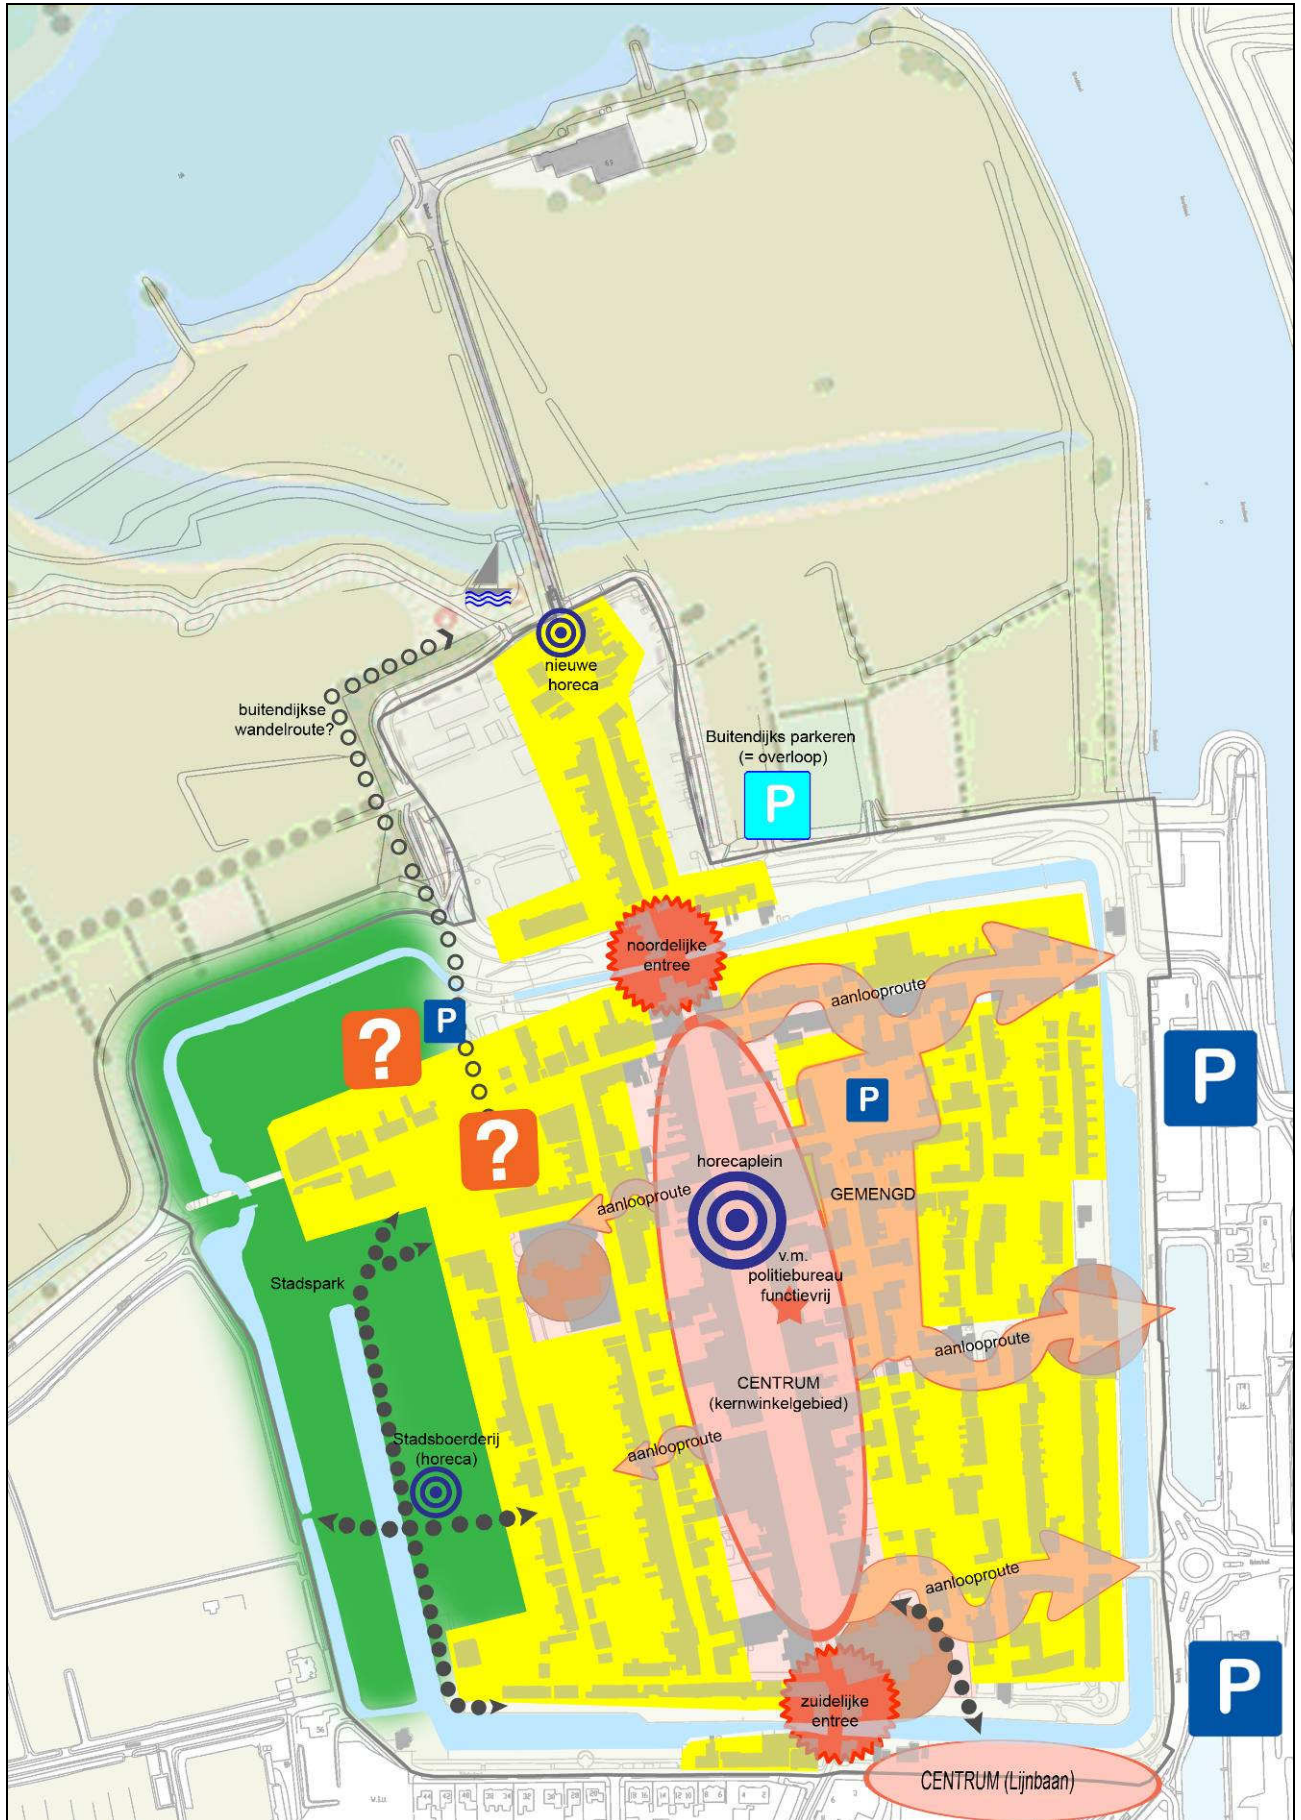 nieuwe
horeca
buitendijkse
wandelroute?
Buitendijks parkeren
(= overloop)
P
noordelijke
entree
aanlooproute
?
P
P
P
?
horecaplein
aanlooproute
GEMENGD
v.m.
politiebureau
functievrij
Stadspark
aanlooproute
CENTRUM
(kernwinkelgebied)
Stadsboerderij
(horeca)
aanlooproute
aanlooproute
P
zuidelijke
entree
CENTRUM (Lijnbaan)